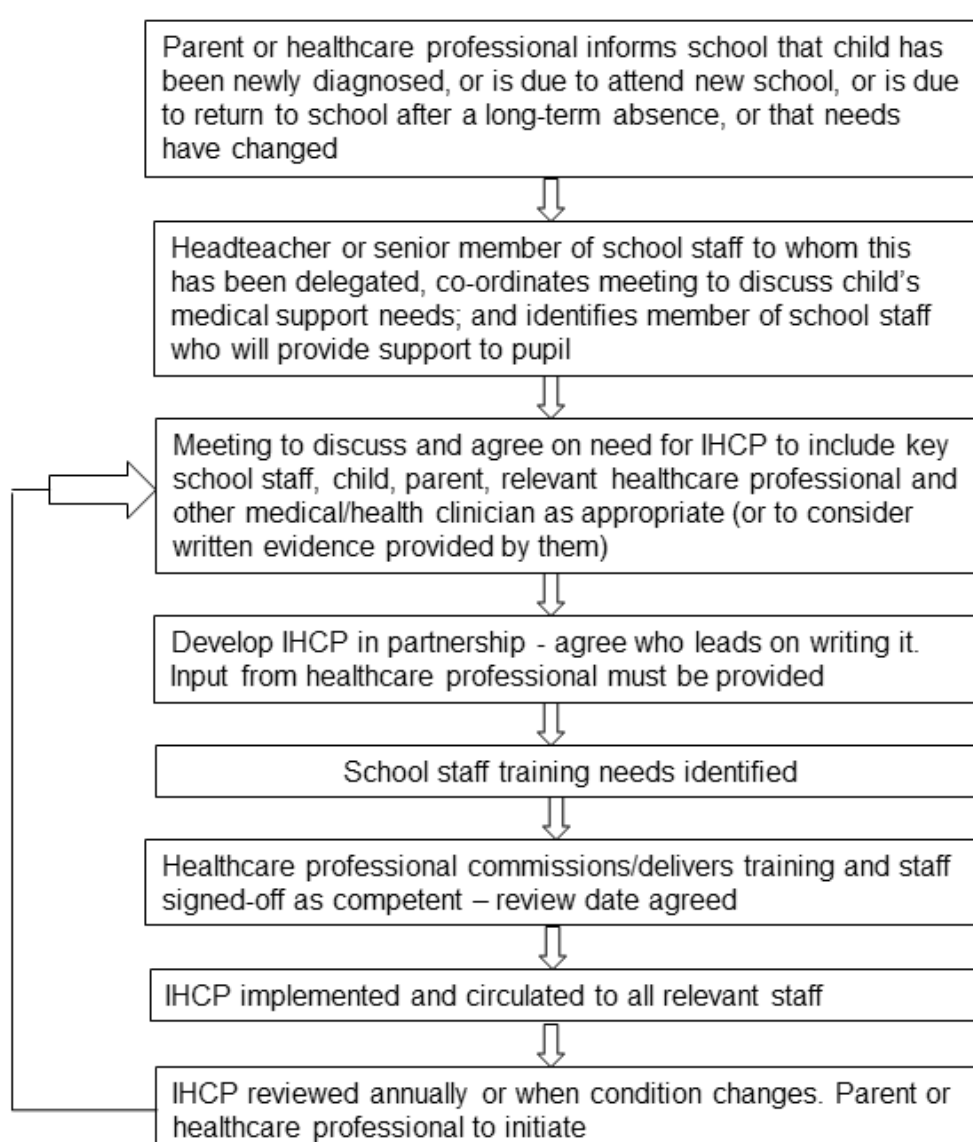 Parent or healthcare professional informs school that child has
been newly diagnosed, or is due to attend new school, or is due
to return to school after a long-term absence, or that needs
have changed
Headteacher or senior member of school staff to whom this
has been delegated, co-ordinates meeting to discuss child's
medical support needs; and identifies member of school staff
who will provide support to pupil
Meeting to discuss and agree on need for IHCP to include key
school staff, child, parent, relevant healthcare professional and
other medical/health clinician as appropriate (or to consider
written evidence provided by them)
Develop IHCP in partnership - agree who leads on writing it.
Input from healthcare professional must be provided
School staff training needs identified
Healthcare professional commissions/delivers training and staff
signed-off as competent – review date agreed
IHCP implemented and circulated to all relevant staff
IHCP reviewed annually or when condition changes. Parent or
healthcare professional to initiate